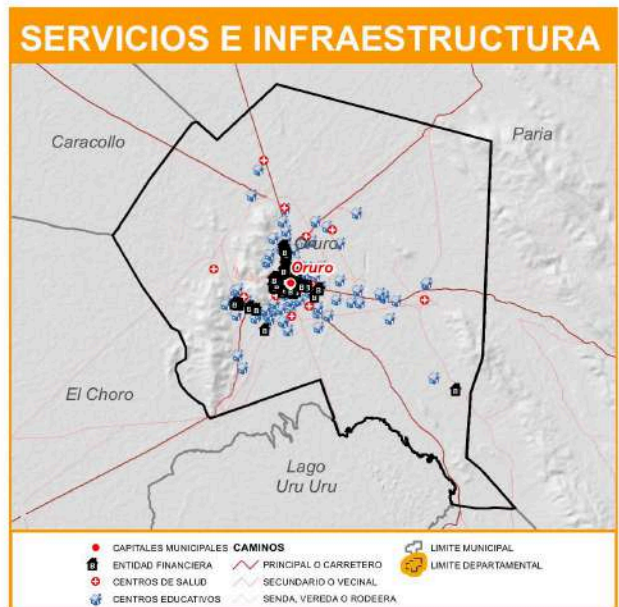 SERVICIOS E INFRAESTRUCTURA
Caracollo
Paria
Oruro
Oruro
El Choro
Lago
Uru Uru
CAPITALES MUNICIPALES CAMINOS LIMITE MUNICIPAL
ENTIDAD FINANCIERA PRINCIPAL O CARRETERO LIMITE DEPARTAMENTAL
CENTROS DE SALUD SECUNDARIO O VECINAL
CENTROS EDUCATIVOS SENDA, VEREDA O RODEERA